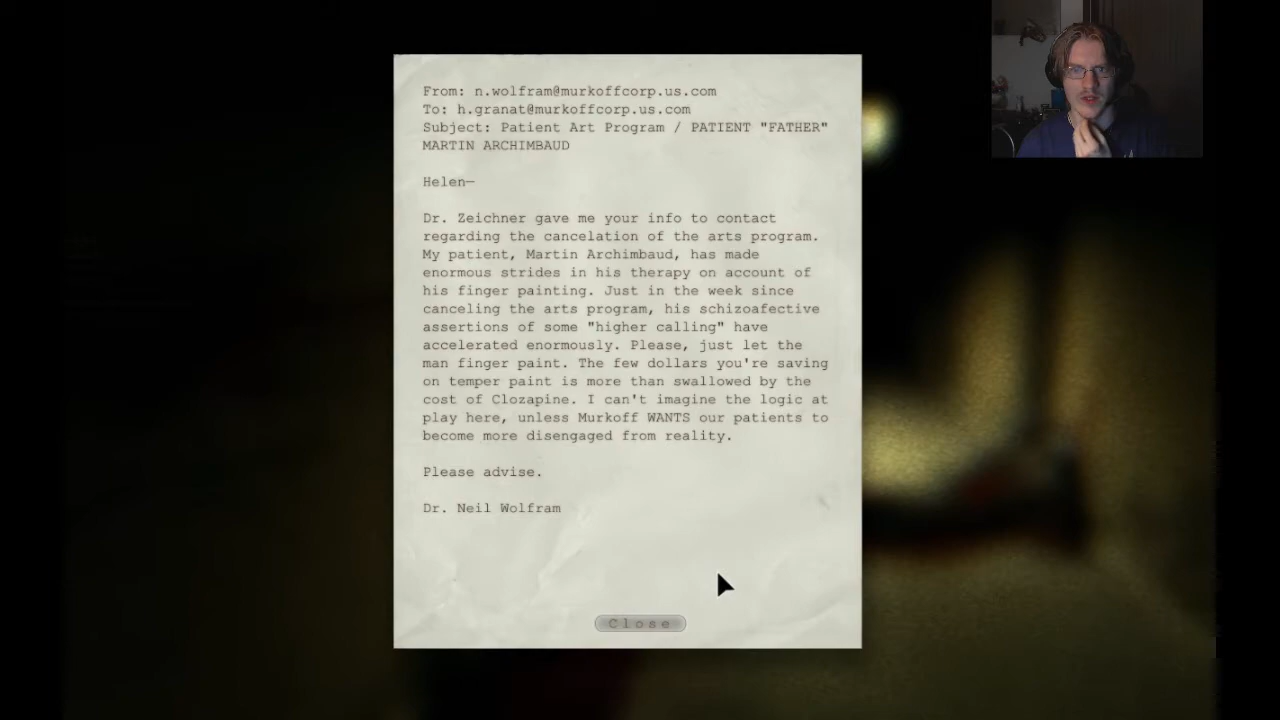 From: n.wolfram@murkoffcorp.us.com
To: h.granat@murkoffcorp.us.com
Subject: Patient Art Program / PATIENT "FATHER"
MARTIN ARCHIMBAUD
Helen—
Dr. Zeichner gave me your info to contact
regarding the cancelation of the arts program.
My patient, Martin Archimbaud, has made
enormous strides in his therapy on account of
his finger painting. Just in the week since
canceling the arts program, his schizoafective
assertions of some "higher calling" have
accelerated enormously. Please, just let the
man finger paint. The few dollars you're saving
on temper paint is more than swallowed by the
cost of Clozapine. I can't imagine the logic at
play here, unless Murkoff WANTS our patients to
become more disengaged from reality.
Please advise.
Dr. Neil Wolfram
Close